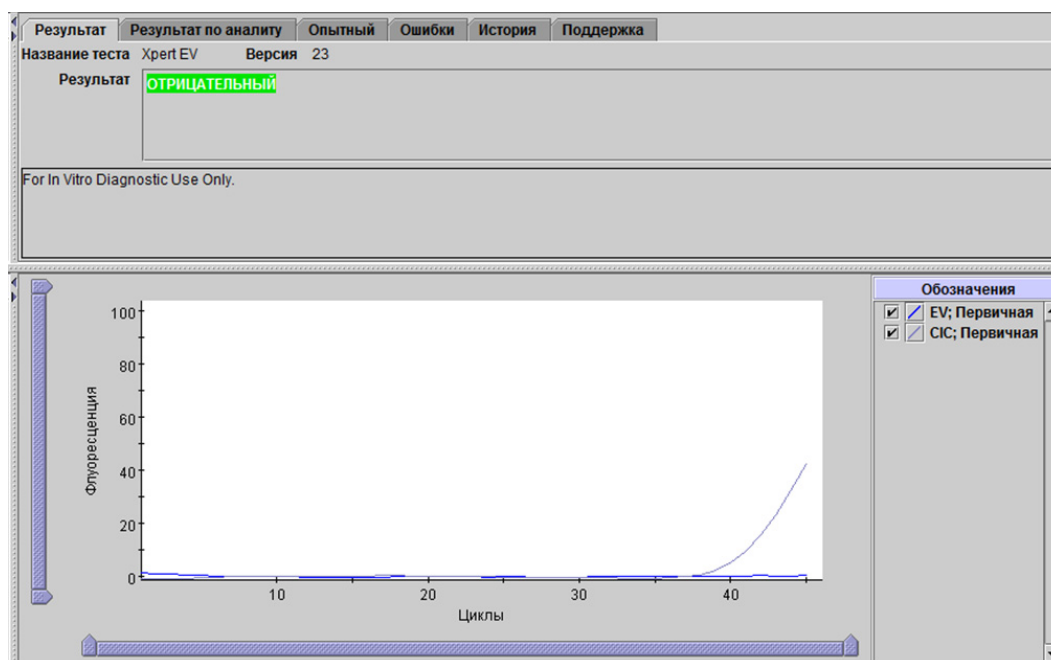 Результат Результат по аналиту Опытный Ошибки История Поддержка
Название теста Xpert EV Версия 23
Результат ОТРИЦАТЕЛЬНЫЙ
For In Vitro Diagnostic Use Only.
Обозначения
EV; Первичная
CIC; Первичная
100
80
60
40
20
0
Флуоресценция
10 20 30 40
Циклы